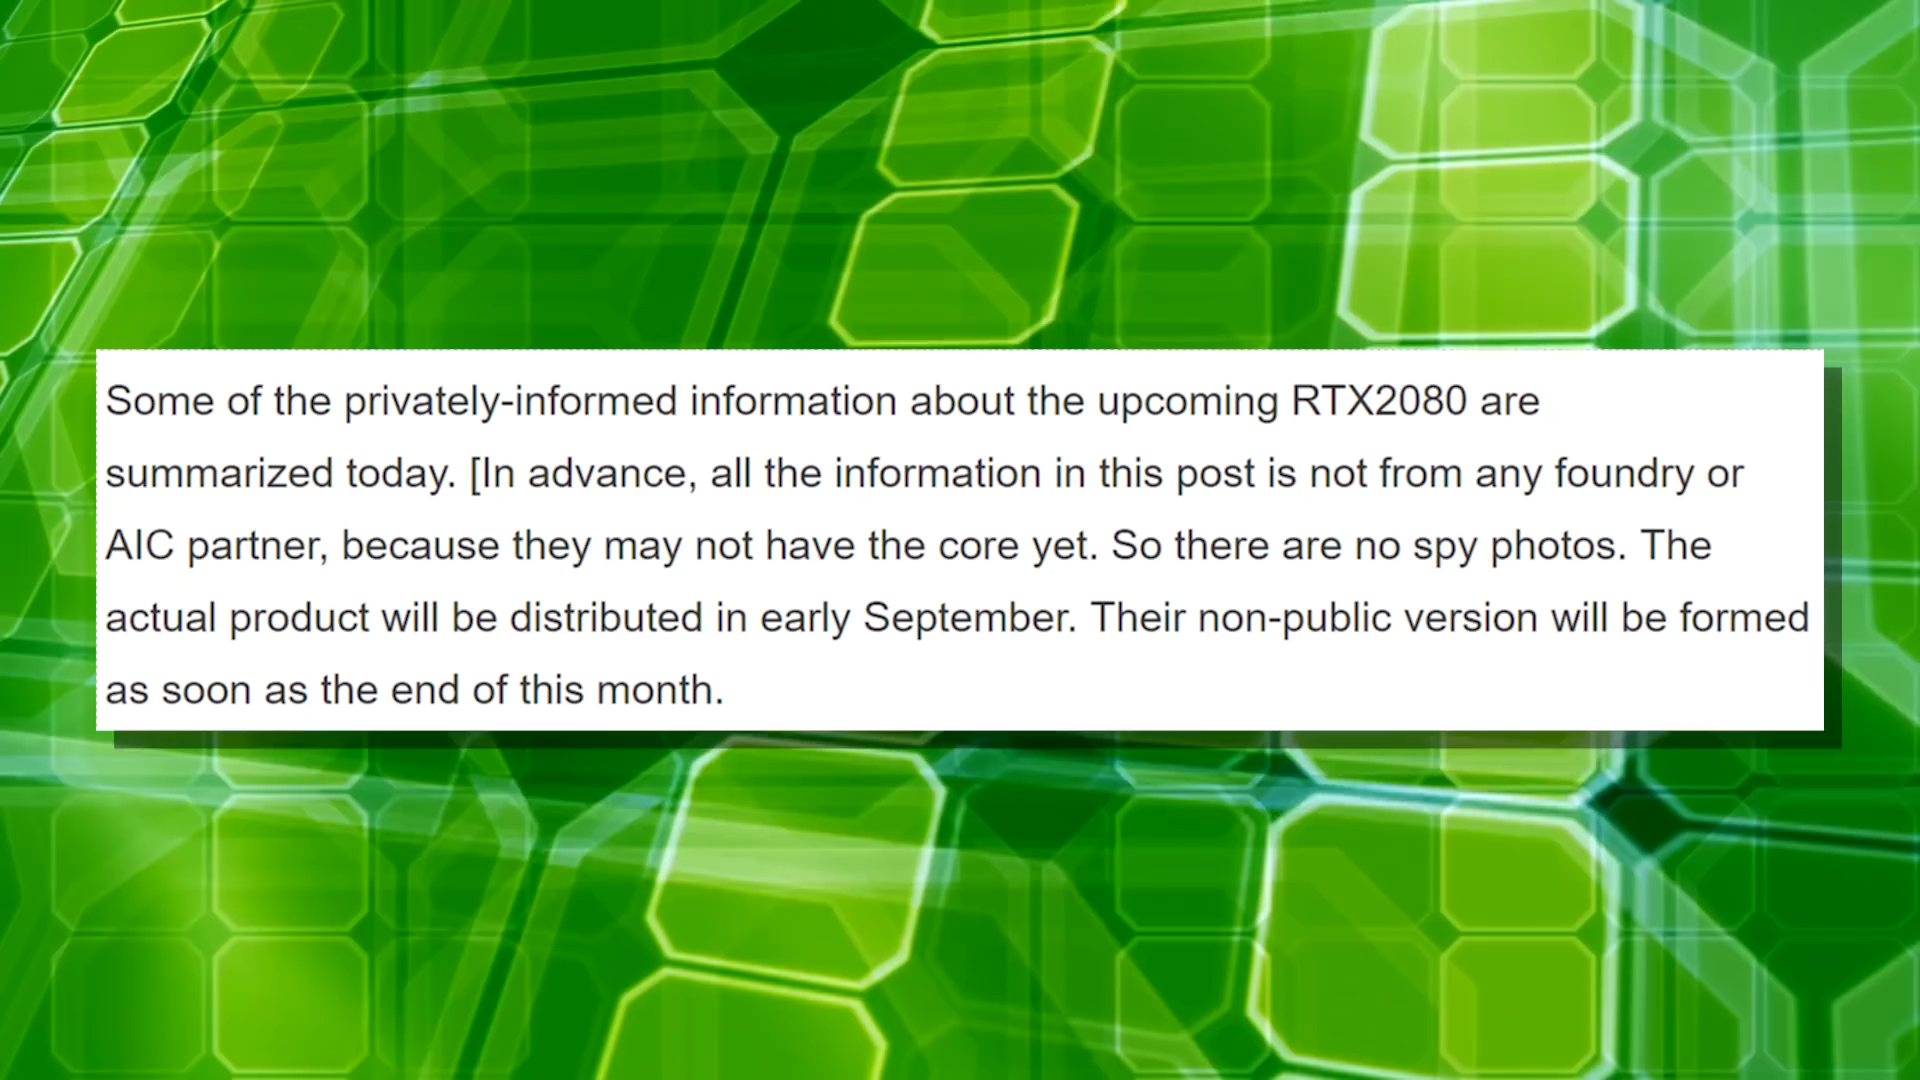 Some of the privately-informed information about the upcoming RTX2080 are
summarized today. [In advance, all the information in this post is not from any foundry or
AIC partner, because they may not have the core yet. So there are no spy photos. The
actual product will be distributed in early September. Their non-public version will be formed
as soon as the end of this month.